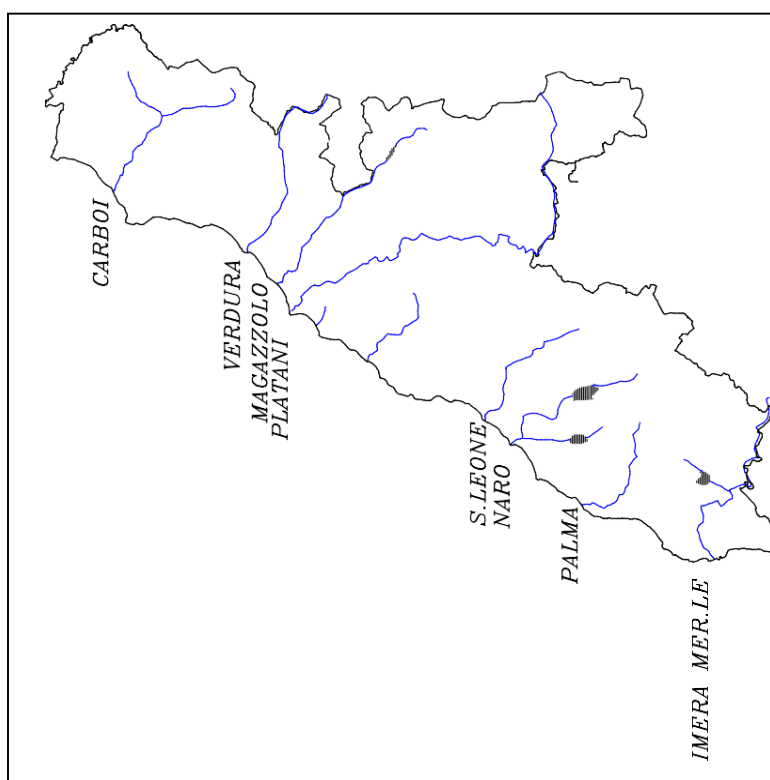 CARBOI
VERDURA
MAGAZZOLO
PLATANI
S.LEONE
NARO
PALMA
IMERA MER.LE